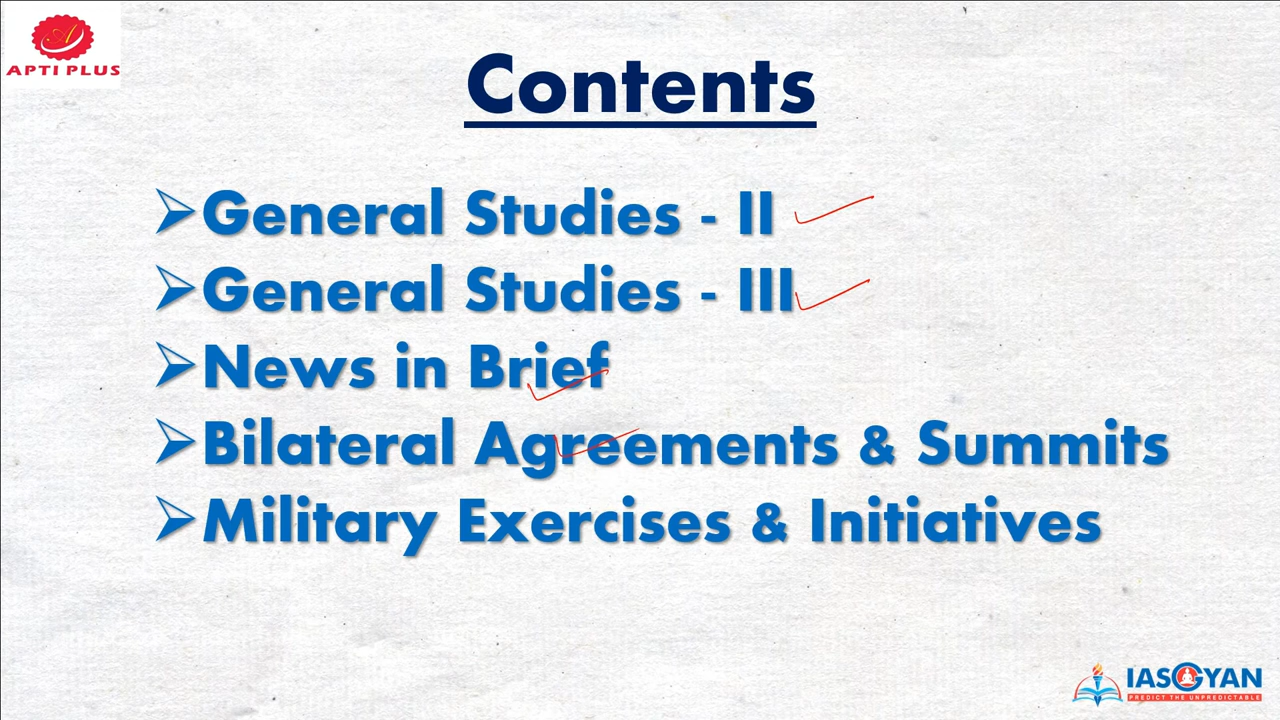 APTI PLUS
Contents
General Studies - II
General Studies - III
News in Brief
Bilateral Agreements & Summits
Military Exercises & Initiatives
IASGYAN
PREDICT THE UNPREDICTABLE